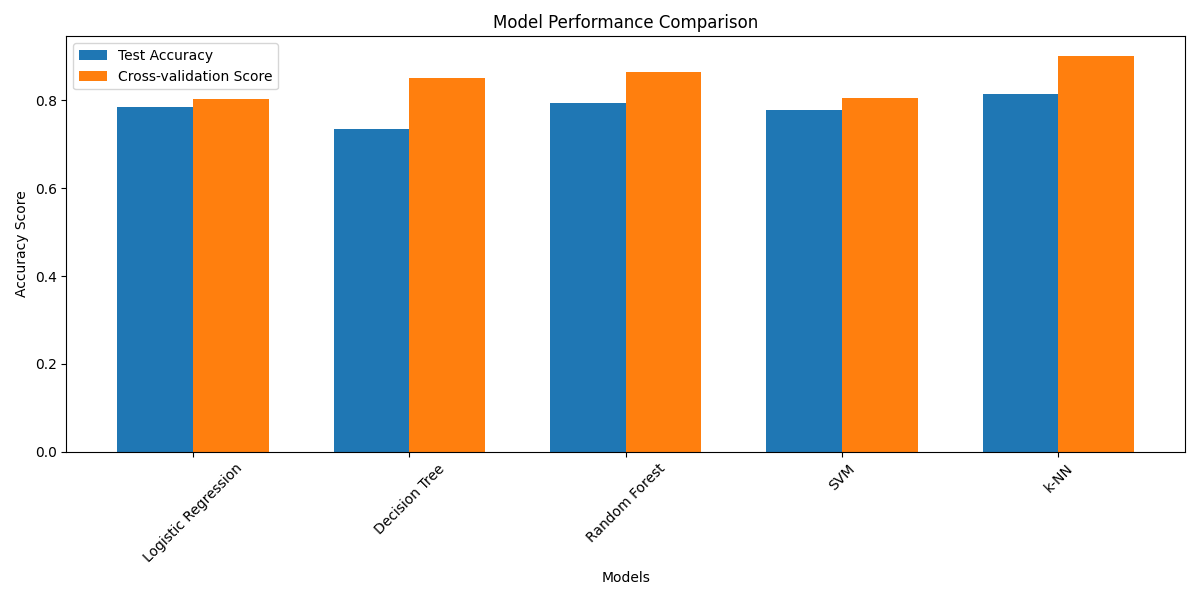 Model Performance Comparison
Test Accuracy
Cross-validation Score
Accuracy Score
0.8
0.6
0.4
0.2
0.0
Logistic Regression
Decision Tree
Random Forest
SVM
k-NN
Models